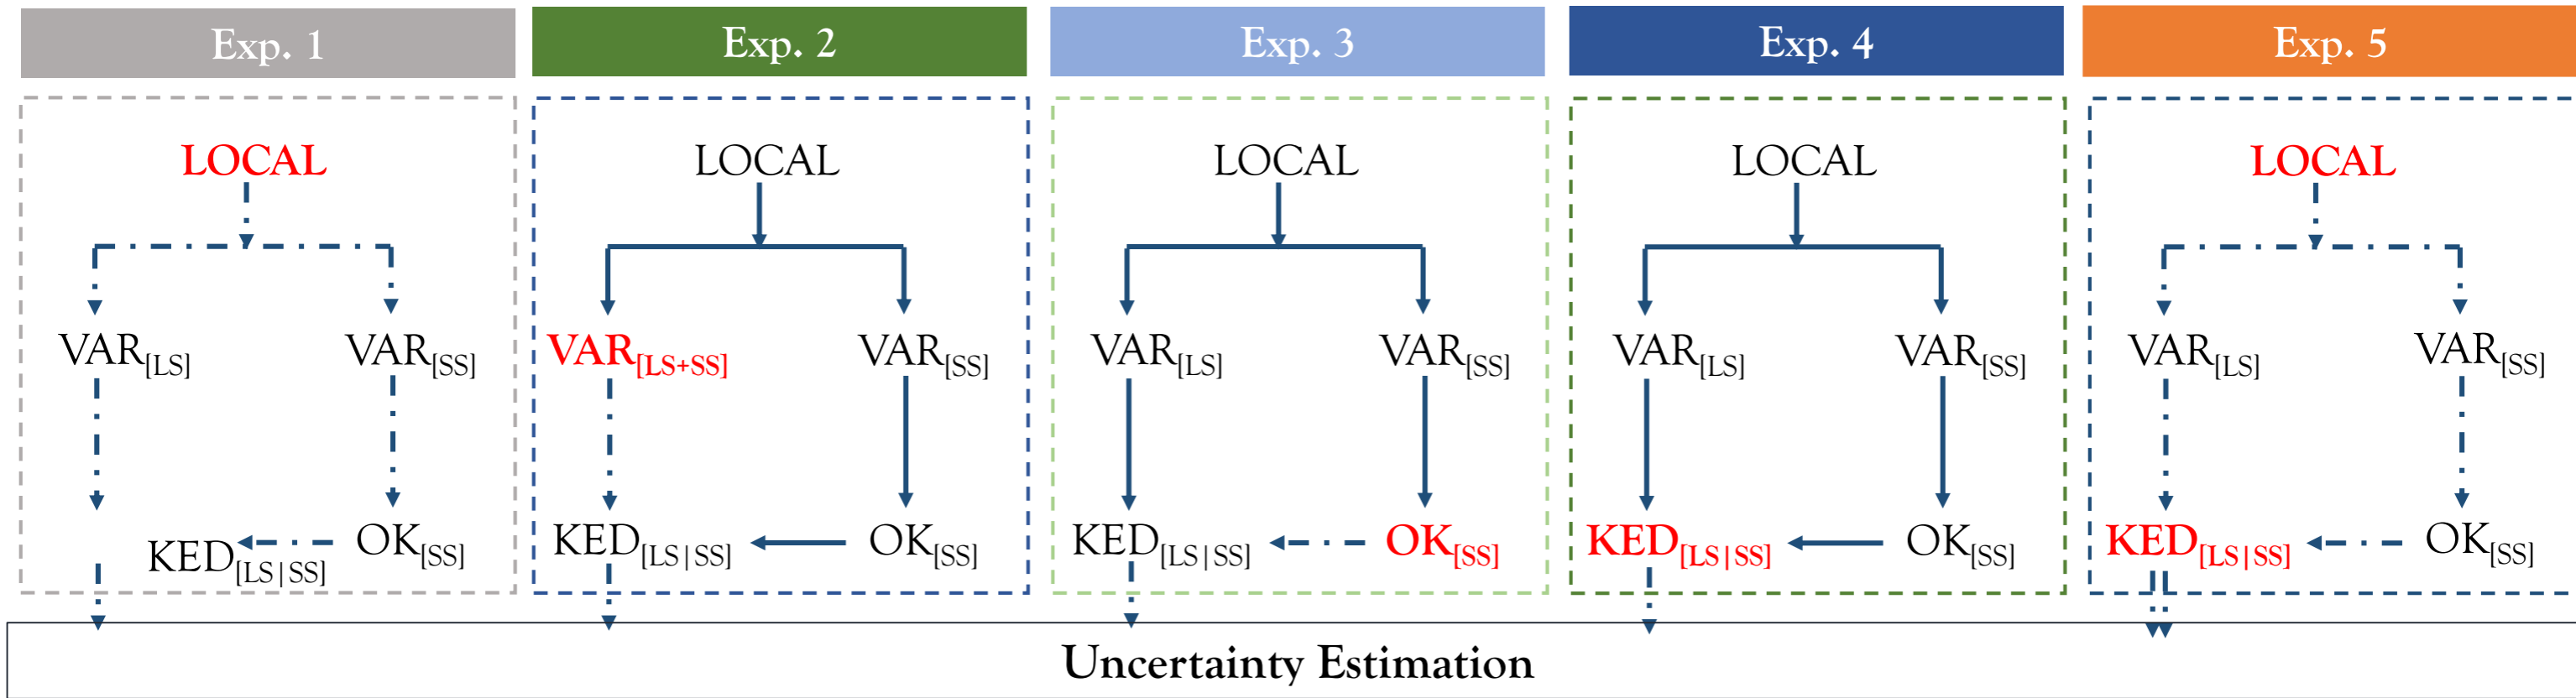 Exp. 1 Exp. 2 Exp. 3 Exp. 4 Exp. 5
LOCAL LOCAL LOCAL LOCAL LOCAL
VAR[LS] VAR[SS] VAR[LS+SS] VAR[SS] VAR[LS] VAR[SS] VAR[LS] VAR[SS] VAR[LS] VAR[SS]
KED[LS|SS] OK[SS] KED[LS|SS] OK[SS] KED[LS|SS] OK[SS] KED[LS|SS] OK[SS] KED[LS|SS] OK[SS]
Uncertainty Estimation